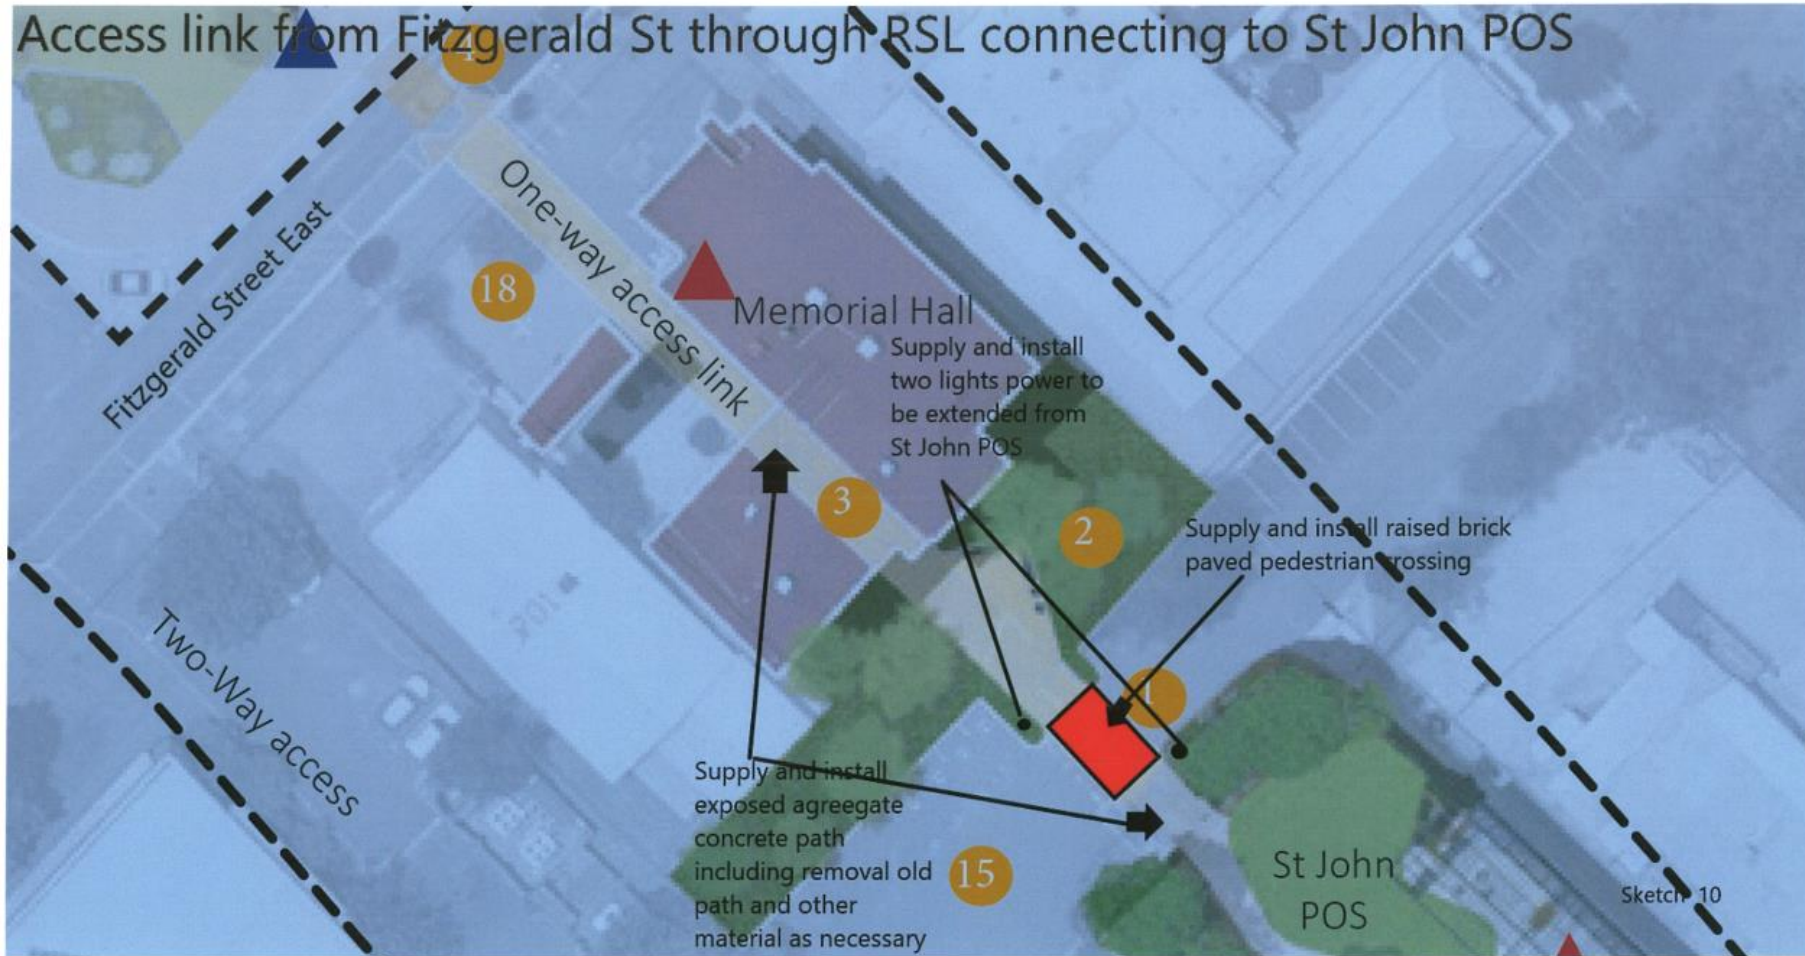 Access link from Fitzgerald St through RSL connecting to St John POS
4
One-way access link
Fitzgerald Street East
18
Memorial Hall
Supply and install
two lights power to
be extended from
St John POS
3
2
Supply and install raised brick
paved pedestrian crossing
1
Two-Way access
Supply and install
exposed agreegate
concrete path
including removal old
path and other
material as necessary
15
St John
POS
Sketch 10